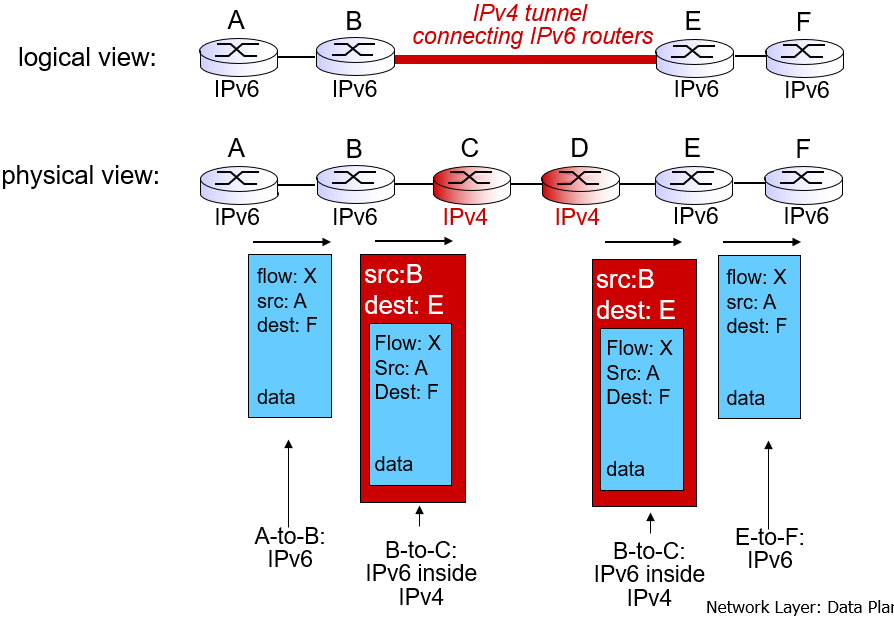 A B IPv4 tunnel E F
connecting IPv6 routers
logical view:
IPv6 IPv6 IPv6 IPv6
A B C D E F
physical view:
IPv6 IPv6 IPv4 IPv4 IPv6 IPv6
flow: X
src: A
dest: F
data
src:B
dest: E
Flow: X
Src: A
Dest: F
data
src:B
dest: E
Flow: X
Src: A
Dest: F
data
flow: X
src: A
dest: F
data
A-to-B:
IPv6
B-to-C:
IPv6 inside
IPv4
B-to-C:
IPv6 inside
IPv4
E-to-F:
IPv6
Network Layer: Data Plan